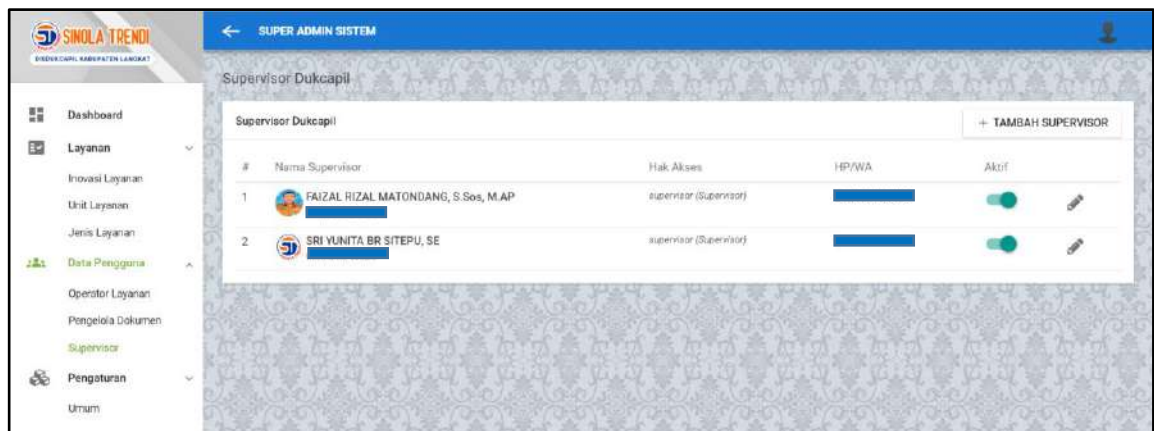 SINOLA TRENDI
DISDUKCAPIL KABUPATEN LANGKAT
SUPER ADMIN SISTEM
Dashboard
Layanan
Inovasi Layanan
Unit Layanan
Jenis Layanan
Data Pengguna
Operator Layanan
Pengelola Dokumen
Supervisor
Pengaturan
Umum
Supervisor Dukcapil
Supervisor Dukcapil
+ TAMBAH SUPERVISOR
# Nama Supervisor Hak Akses HP/WA Aktif
1 FAIZAL RIZAL MATONDANG, S.Sos, M.AP supervisor (Supervisor)
2 SRI YUNITA BR SITEPU, SE supervisor (Supervisor)